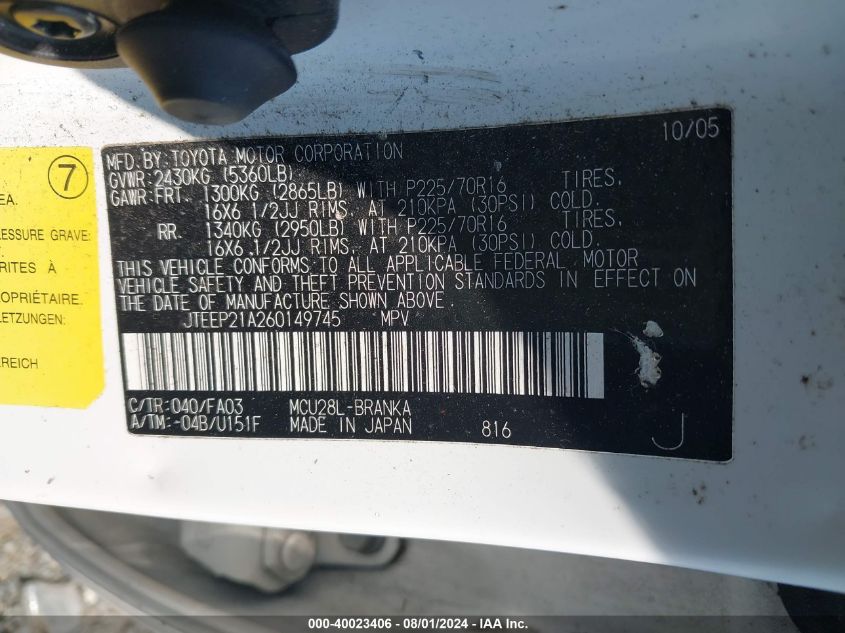 10/05
MFD.BY:TOYOTA MOTOR CORPORATION
GVWR:2430KG (5360LB)
GAWR:FRT. 1300KG (2865LB) WITH P225/70R16 TIRES,
16X6 1/2JJ RIMS, AT 210KPA (30PSI) COLD.
RR. 1340KG (2950LB) WITH P225/70R16 TIRES,
16X6 1/2JJ RIMS, AT 210KPA (30PSI) COLD.
THIS VEHICLE CONFORMS TO ALL APPLICABLE FEDERAL MOTOR
VEHICLE SAFETY AND THEFT PREVENTION STANDARDS IN EFFECT ON
THE DATE OF MANUFACTURE SHOWN ABOVE.
JTEEP21A260149745 MPV
C/TR:040/FA03 MCU28L-BRANKA
A/TM:-04B/U151F MADE IN JAPAN 816 J
7
EA.
LESSURE GRAVE
RITES À
OPRIÉTAIRE.
LETZUNGEN:
EREICH
000-40023406 - 08/01/2024 - IAA Inc.